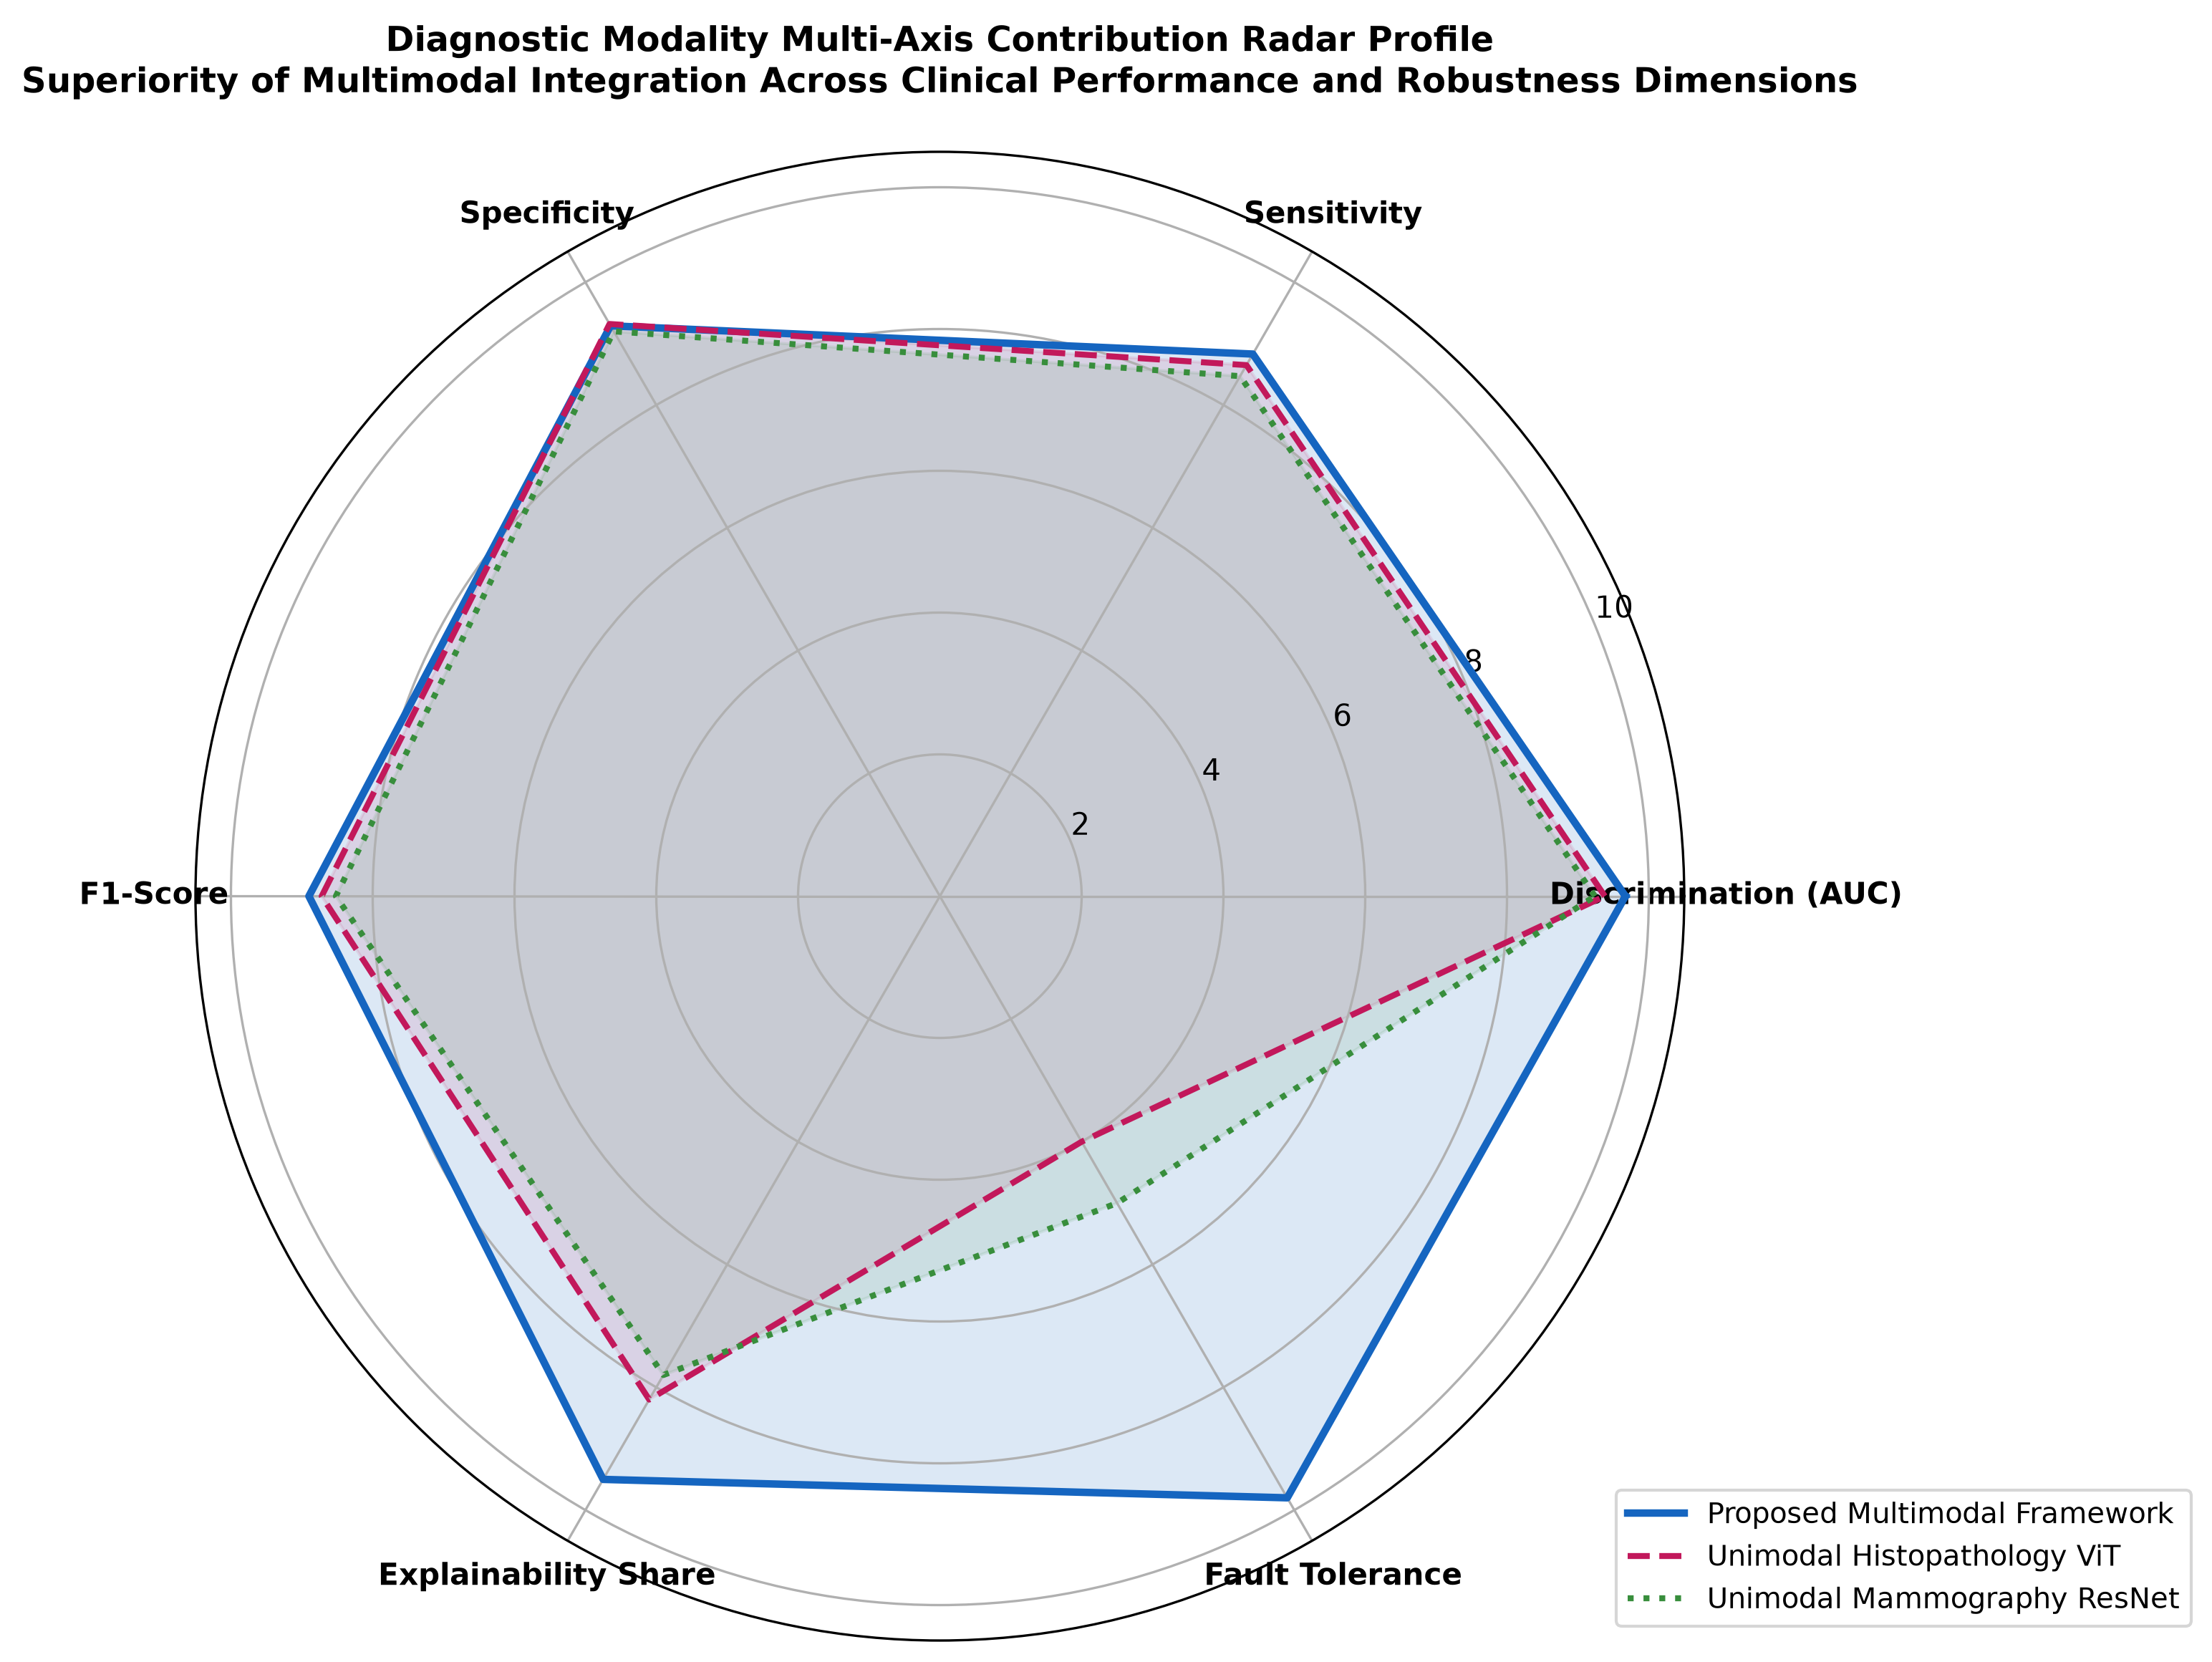 Diagnostic Modality Multi-Axis Contribution Radar Profile
Superiority of Multimodal Integration Across Clinical Performance and Robustness Dimensions
Specificity
Sensitivity
10
8
6
4
2
F1-Score
Discrimination (AUC)
Explainability Share
Fault Tolerance
Proposed Multimodal Framework
Unimodal Histopathology ViT
Unimodal Mammography ResNet